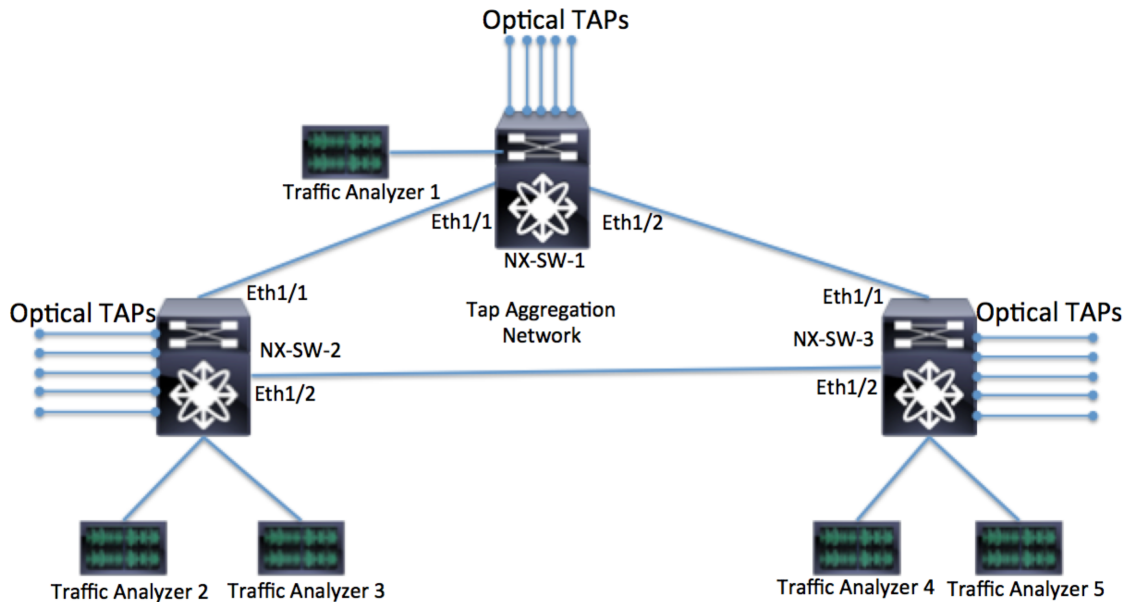 Optical TAPs
Traffic Analyzer 1
Eth1/1
Eth1/2
NX-SW-1
Eth1/1
Eth1/1
Optical TAPs
Tap Aggregation
Network
Optical TAPs
NX-SW-2
NX-SW-3
Eth1/2
Eth1/2
Traffic Analyzer 2
Traffic Analyzer 3
Traffic Analyzer 4
Traffic Analyzer 5